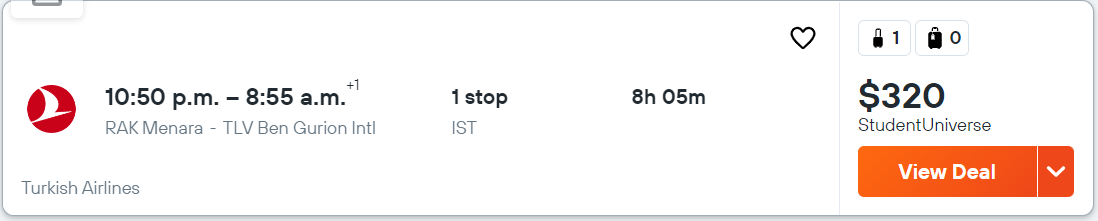 1
0
10:50 p.m. – 8:55 a.m.+1
1 stop
8h 05m
$320
RAK Menara - TLV Ben Gurion Intl
IST
StudentUniverse
View Deal
Turkish Airlines